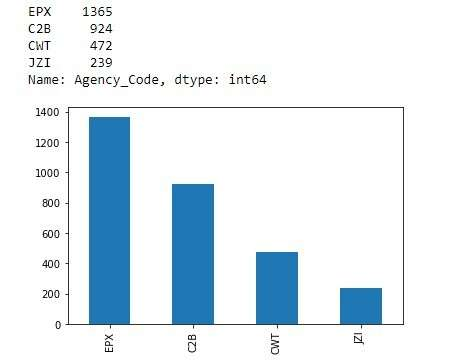 EPX 1365
C2B 924
CWT 472
JZI 239
Name: Agency_Code, dtype: int64
1400
1200
1000
800
600
400
200
0
EPX C2B CWT JZI